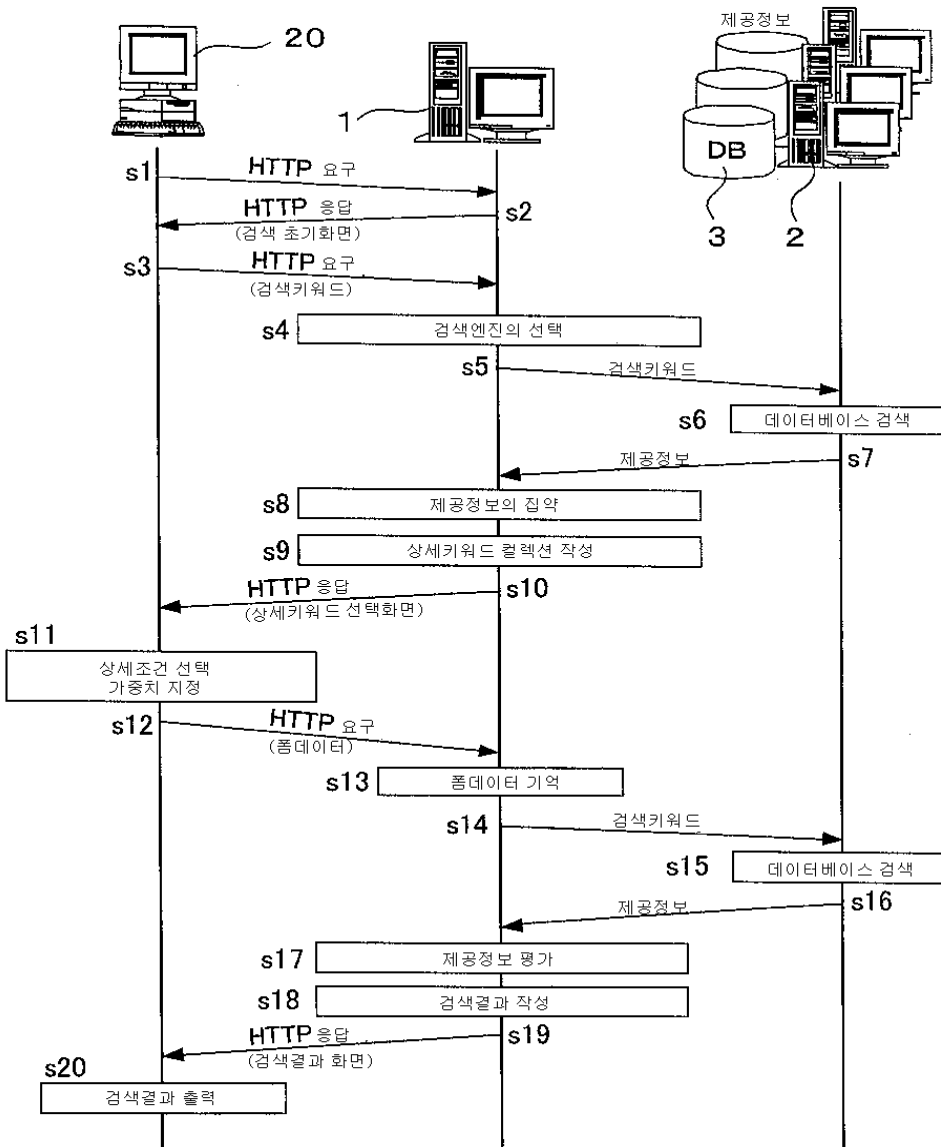 제공정보
20
1
DB
3
2
s1
HTTP 요구
HTTP 응답
s2
(검색 초기화면)
s3
HTTP 요구
(검색키워드)
s4
검색엔진의 선택
s5
검색키워드
s6
데이터베이스 검색
제공정보
s7
s8
제공정보의 집약
s9
상세키워드 컬렉션 작성
HTTP 응답
s10
(상세키워드 선택화면)
s11
상세조건 선택
가중치 지정
s12
HTTP 요구
(폼데이터)
s13
폼데이터 기억
s14
검색키워드
s15
데이터베이스 검색
제공정보
s16
s17
제공정보 평가
s18
검색결과 작성
HTTP 응답
s19
(검색결과 화면)
s20
검색결과 출력